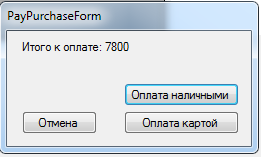 PayPurchaseForm
Итого к оплате: 7800
Оплата наличными
Отмена
Оплата картой